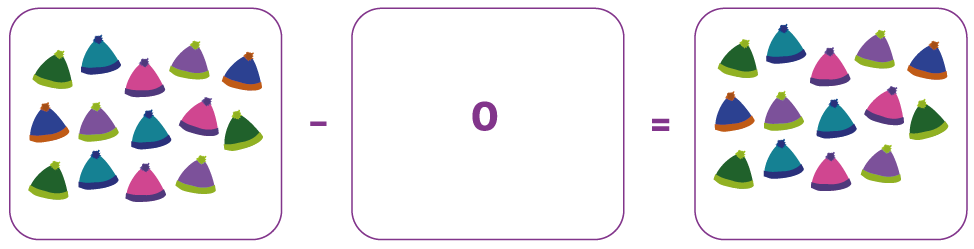 – 0 =